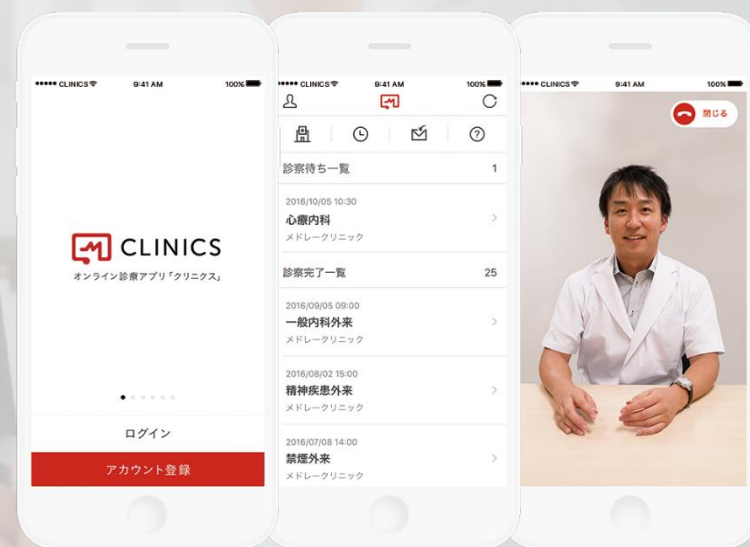 ••••• CLINICS 9:41 AM 100%
CLINICS
オンライン診療アプリ「クリニクス」
ログイン
アカウント登録
••••• CLINICS 9:41 AM 100%
診察待ち一覧 1
2016/10/05 10:30
心療内科
メドレークリニック
診察完了一覧 25
2016/09/05 09:00
一般内科外来
メドレークリニック
2016/08/02 15:00
精神疾患外来
メドレークリニック
2016/07/08 14:00
禁煙外来
メドレークリニック
•••• CLINICS 9:41 AM 100%
閉じる